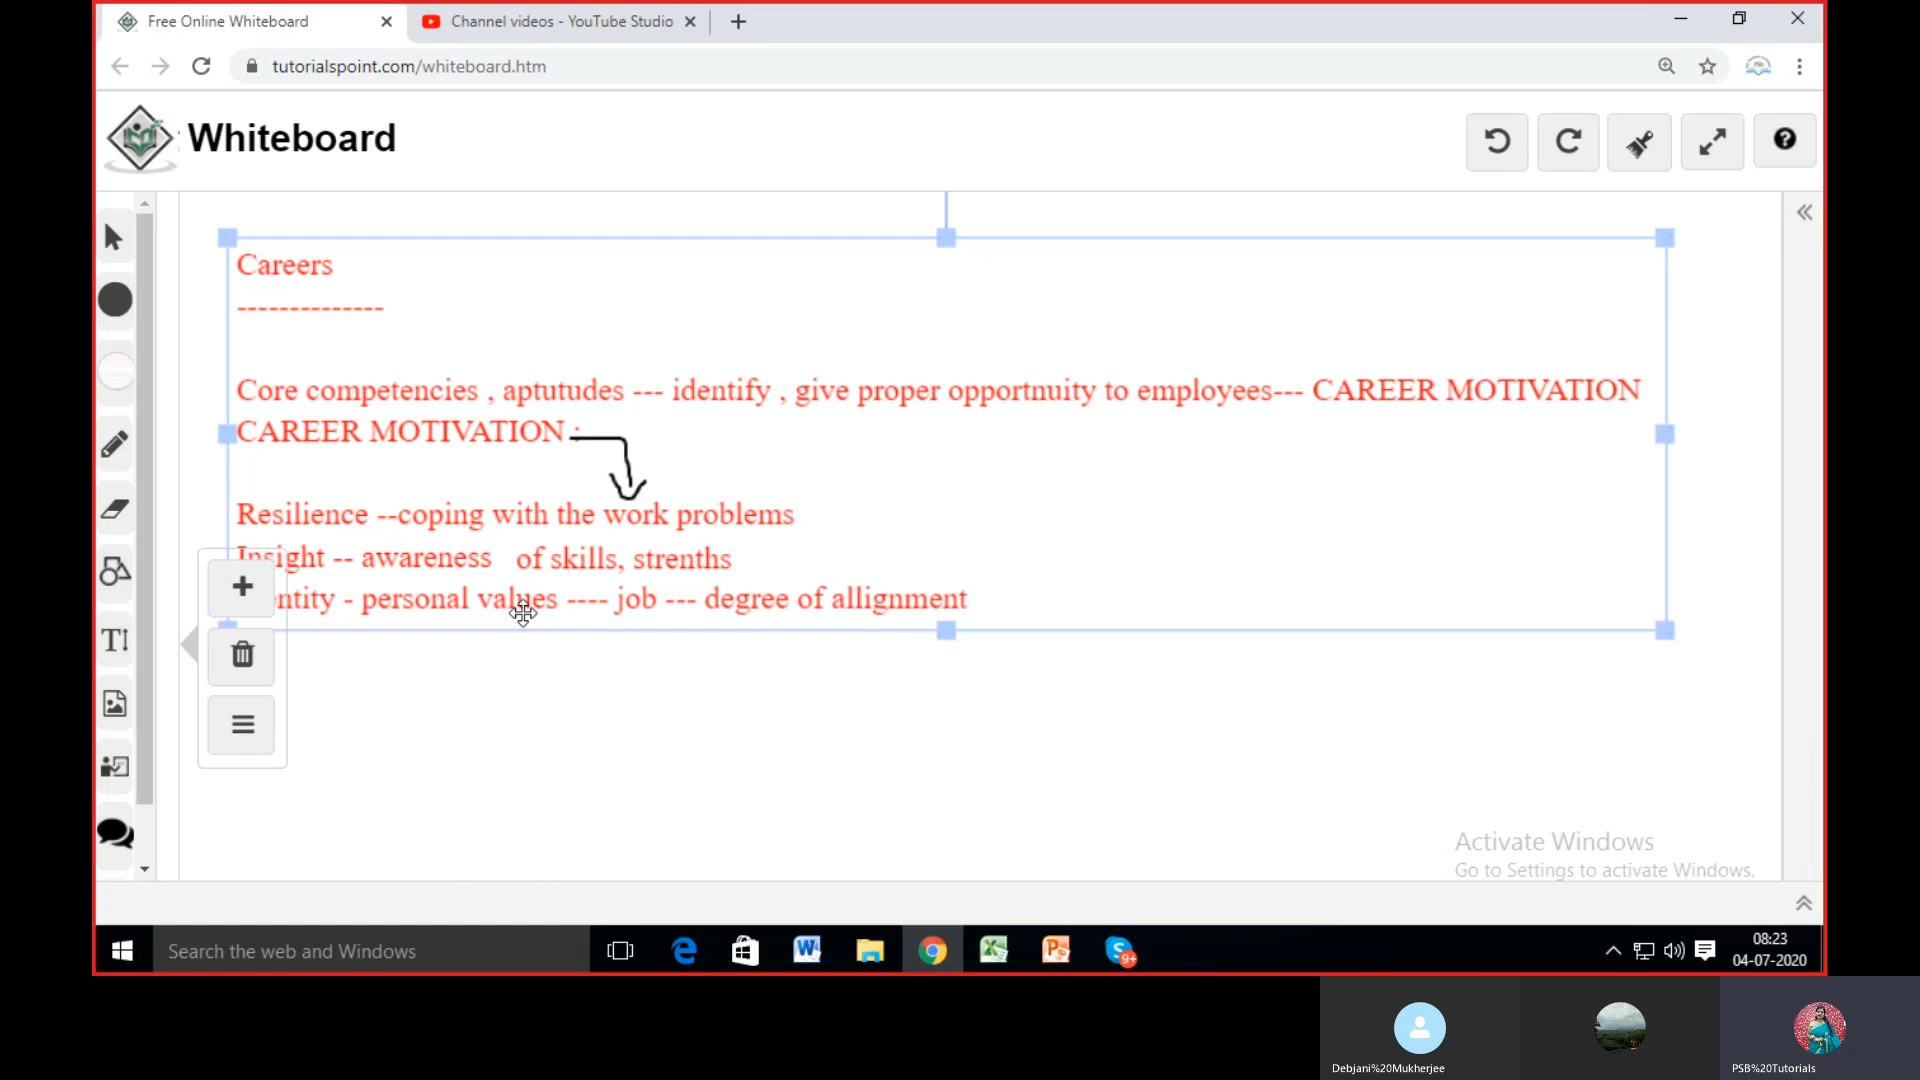 Free Online Whiteboard
Channel videos - YouTube Studio
tutorialspoint.com/whiteboard.htm
Whiteboard
Careers
--------------
Core competencies , aptutudes --- identify , give proper opportnuity to employees--- CAREER MOTIVATION
CAREER MOTIVATION :
Resilience --coping with the work problems
Insight -- awareness of skills, strenths
entity - personal values ---- job --- degree of allignment
T
Activate Windows
Go to Settings to activate Windows.
Search the web and Windows
9+
08:23
04-07-2020
Debjani%20Mukherjee
PSB%20Tutorials